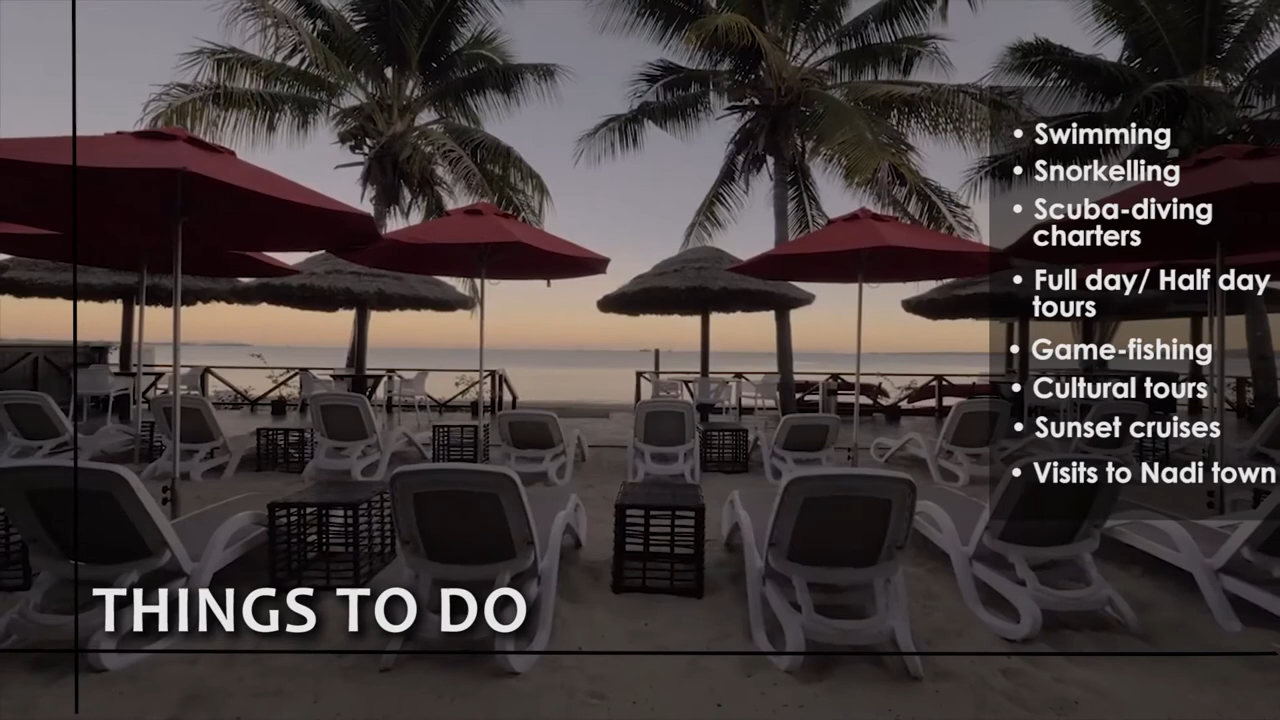 • Swimming
• Snorkelling
• Scuba-diving
charters
• Full day/ Half day
tours
• Game-fishing
• Cultural tours
• Sunset cruises
• Visits to Nadi town
THINGS TO DO